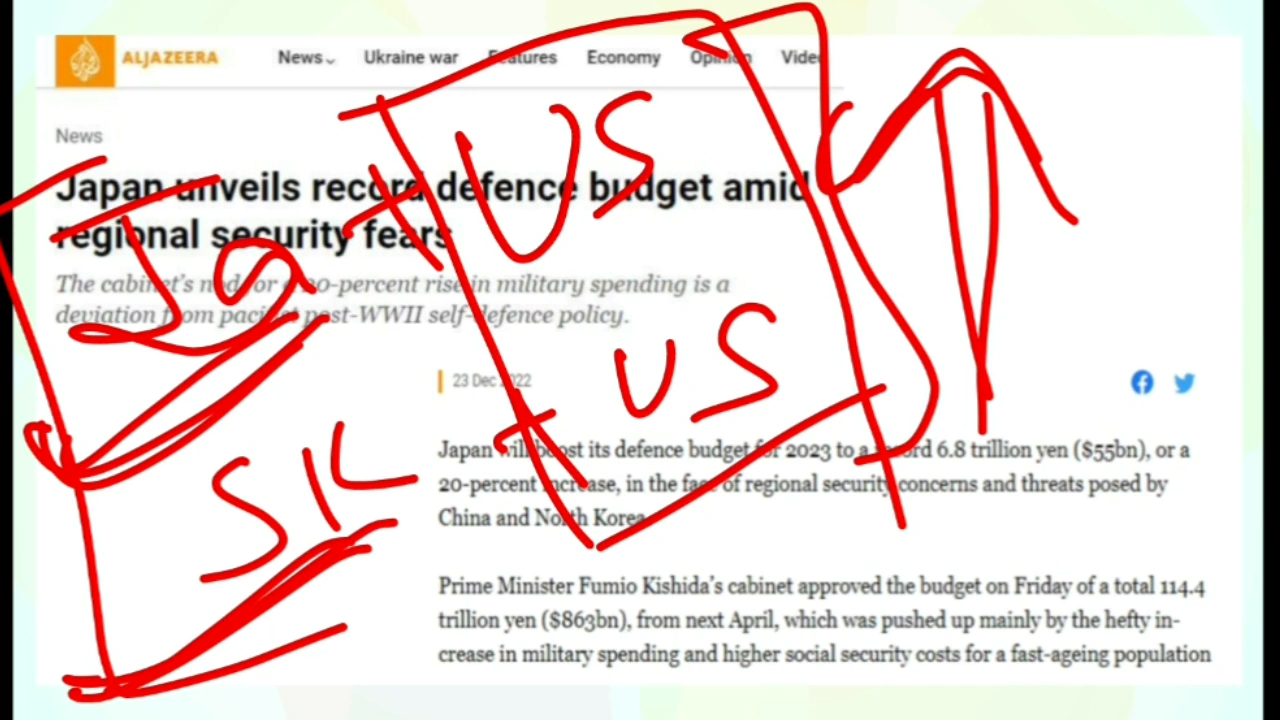 ALJAZEERA News Ukraine war Features Economy Opinion Video
News
Japan unveils record defence budget amid
regional security fears
US
The cabinet's nod for a 20-percent rise in military spending is a
deviation from pacifist post-WWII self-defence policy.
Ja
US
23 Dec 2022
Japan will boost its defence budget for 2023 to a record 6.8 trillion yen ($55bn), or a
20-percent increase, in the face of regional security concerns and threats posed by
China and North Korea.
SK
Prime Minister Fumio Kishida's cabinet approved the budget on Friday of a total 114.4
trillion yen ($863bn), from next April, which was pushed up mainly by the hefty in-
crease in military spending and higher social security costs for a fast-ageing population